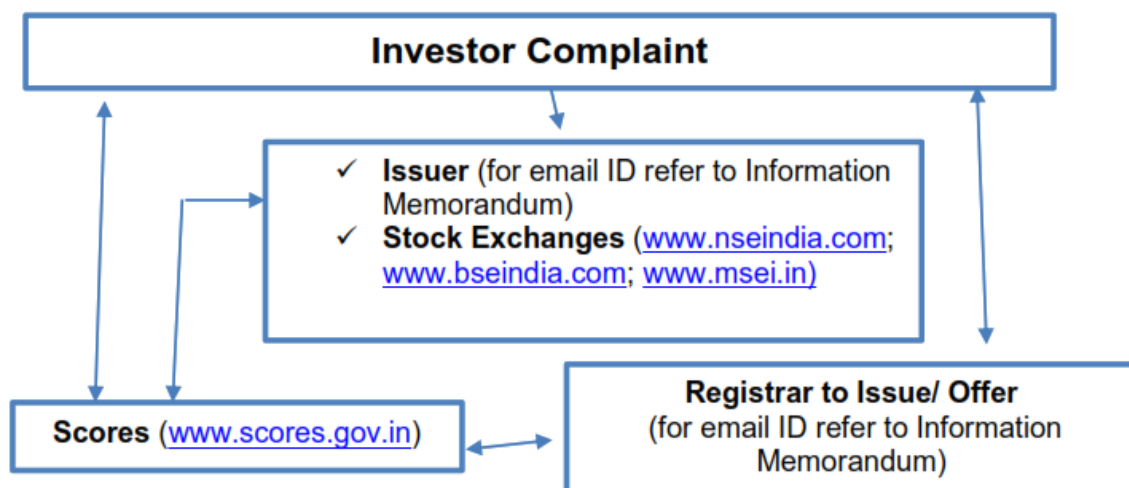 Investor Complaint
✓ Issuer (for email ID refer to Information
Memorandum)
✓ Stock Exchanges (www.nseindia.com;
www.bseindia.com; www.msei.in)
Registrar to Issue/ Offer
(for email ID refer to Information
Memorandum)
Scores (www.scores.gov.in)